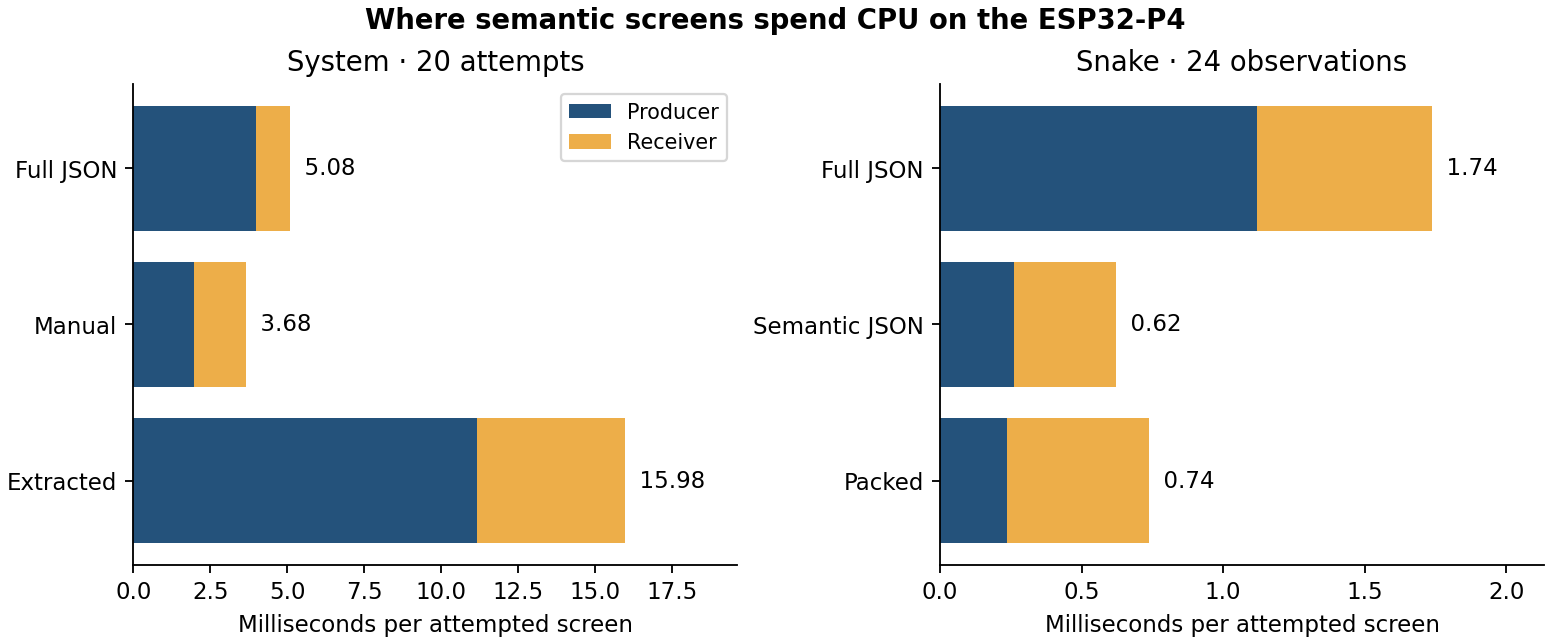 Where semantic screens spend CPU on the ESP32-P4
System · 20 attempts
Producer
Receiver
Full JSON
5.08
Manual
3.68
Extracted
15.98
0.0 2.5 5.0 7.5 10.0 12.5 15.0 17.5
Milliseconds per attempted screen
Snake · 24 observations
Full JSON
1.74
Semantic JSON
0.62
Packed
0.74
0.0 0.5 1.0 1.5 2.0
Milliseconds per attempted screen